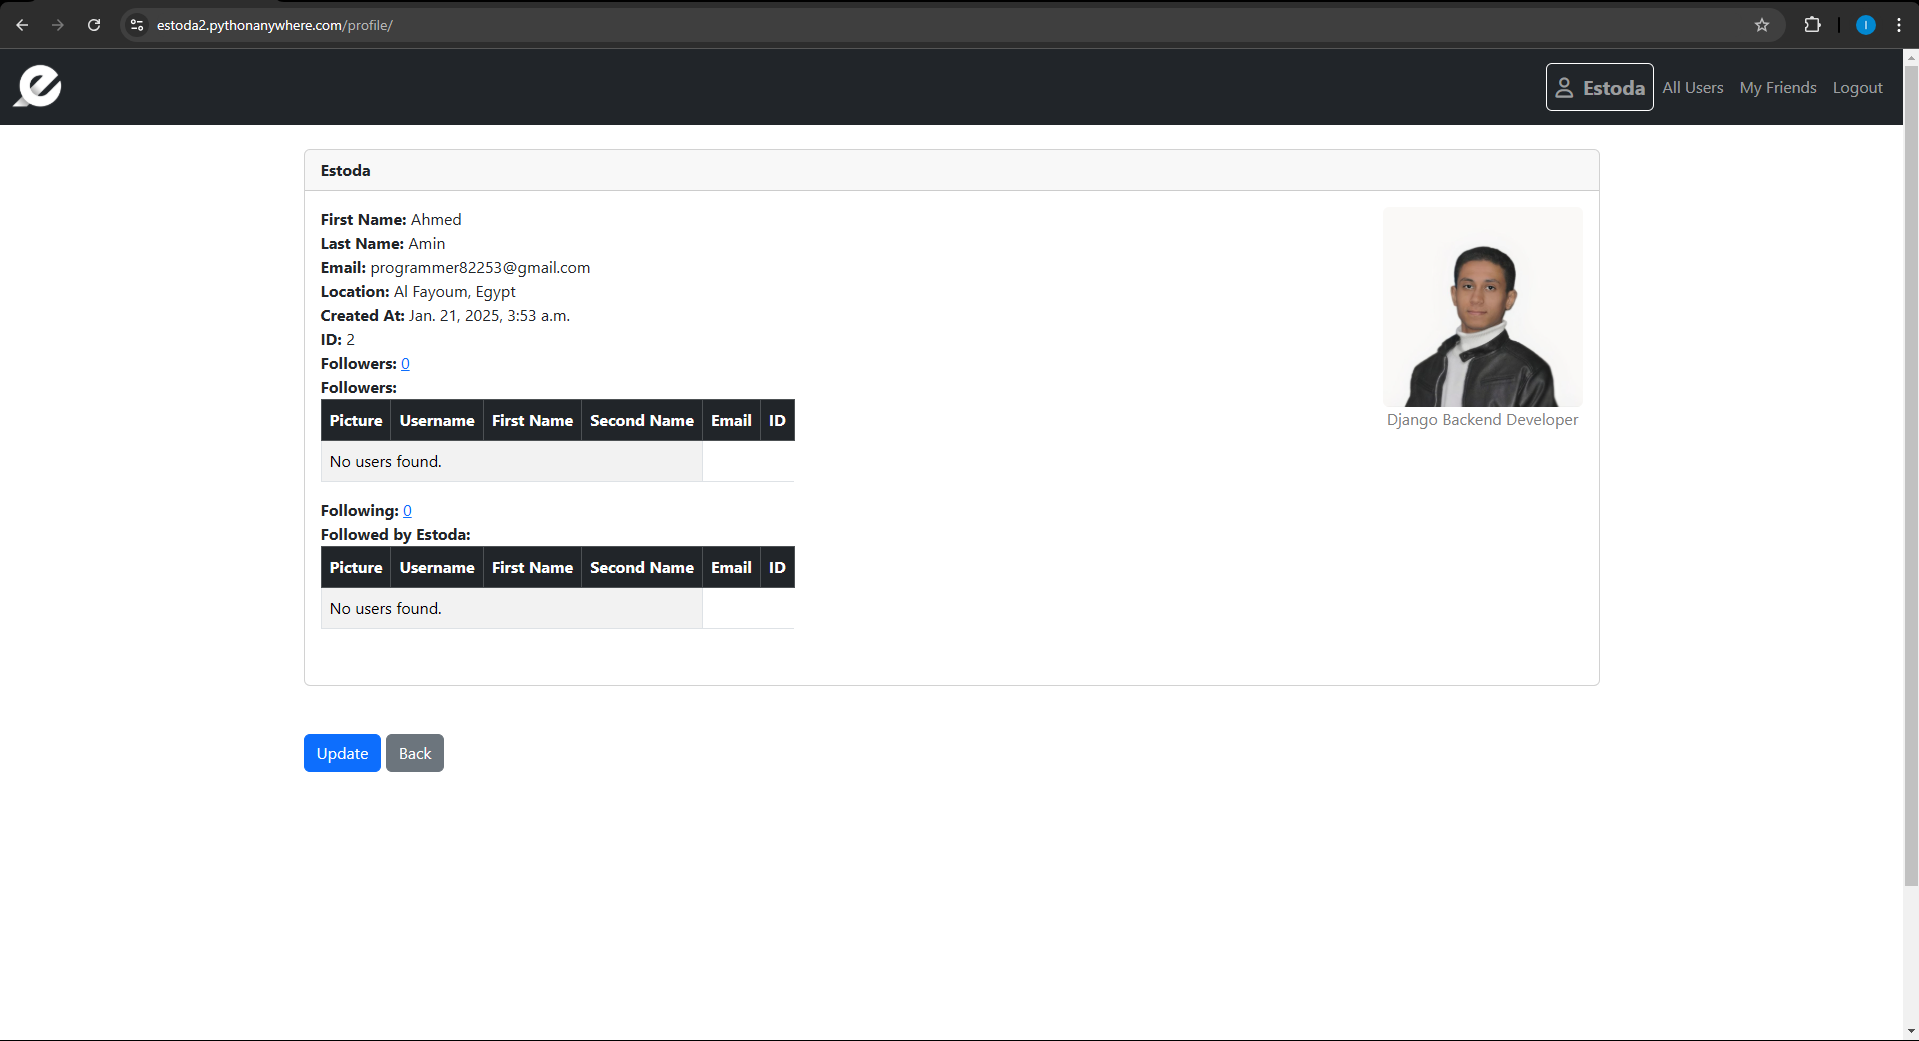 estoda2.pythonanywhere.com/profile/
I
Estoda
All Users
My Friends
Logout
Estoda
First Name: Ahmed
Last Name: Amin
Email: programmer82253@gmail.com
Location: Al Fayoum, Egypt
Created At: Jan. 21, 2025, 3:53 a.m.
ID: 2
Followers: 0
Followers:
Picture Username First Name Second Name Email ID
No users found.
Following: 0
Followed by Estoda:
Picture Username First Name Second Name Email ID
No users found.
Django Backend Developer
Update
Back